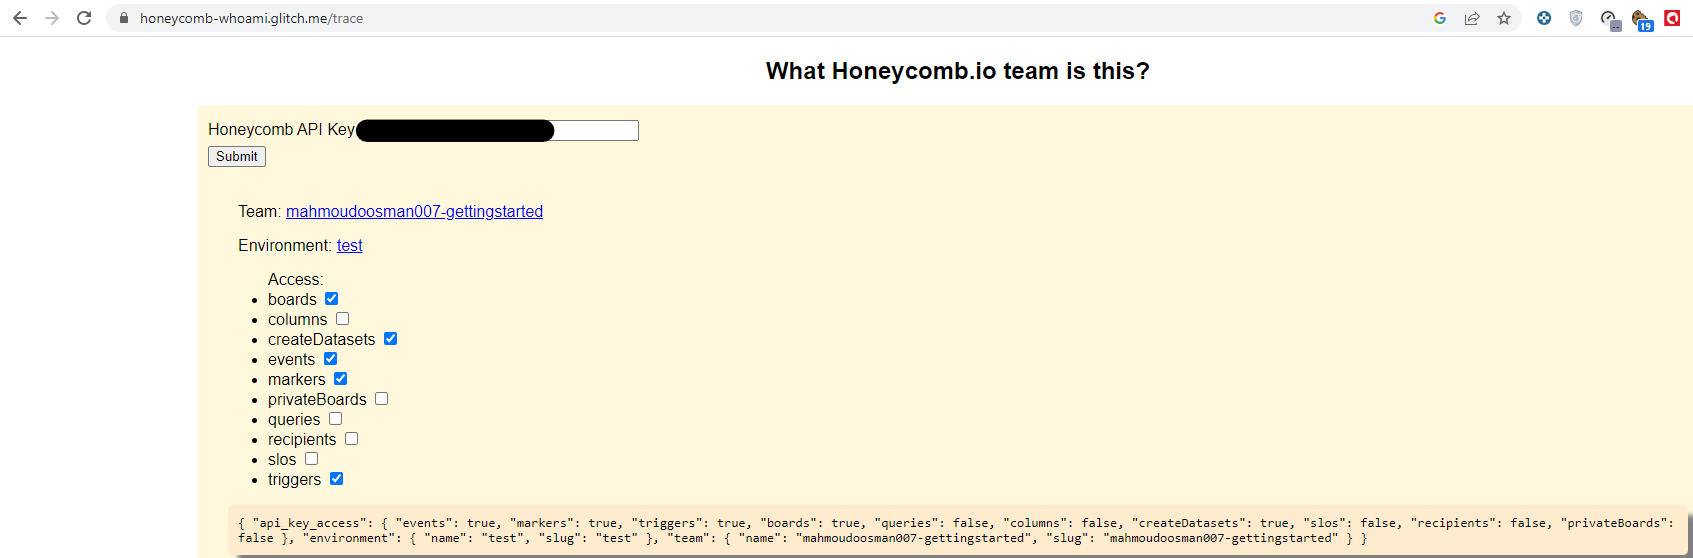 honeycomb-whoami.glitch.me/trace
19
What Honeycomb.io team is this?
Honeycomb API Key
Submit
Team: mahmoudoosman007-gettingstarted
Environment: test
Access:
boards
columns
createDatasets
events
markers
privateBoards
queries
recipients
slos
triggers
{ "api_key_access": { "events": true, "markers": true, "triggers": true, "boards": true, "queries": false, "columns": false, "createDatasets": true, "slos": false, "recipients": false, "privateBoards":
false }, "environment": { "name": "test", "slug": "test" }, "team": { "name": "mahmoudoosman007-gettingstarted", "slug": "mahmoudoosman007-gettingstarted" } }